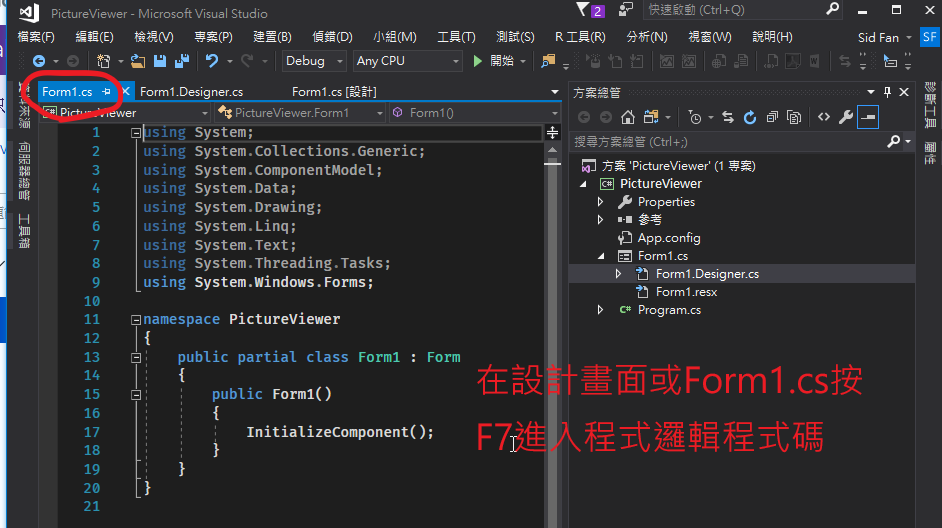 PictureViewer - Microsoft Visual Studio
2
快速啟動 (Ctrl+Q)
檔案(F) 編輯(E) 檢視(V) 專案(P) 建置(B) 偵錯(D) 小組(M) 工具(T) 測試(S) R 工具(R) 分析(N) 視窗(W) 說明(H)
Sid Fan SF
Debug Any CPU 開始
Form1.cs Form1.Designer.cs Form1.cs [設計]
PictureViewer PictureViewer.Form1 Form1()
1 using System;
2 using System.Collections.Generic;
3 using System.ComponentModel;
4 using System.Data;
5 using System.Drawing;
6 using System.Linq;
7 using System.Text;
8 using System.Threading.Tasks;
9 using System.Windows.Forms;
10
11 namespace PictureViewer
12 {
13 public partial class Form1 : Form
14 {
15 public Form1()
16 {
17 InitializeComponent();
18 }
19 }
20 }
21
伺服器總管
工具箱
方案總管
搜尋方案總管 (Ctrl+;)
方案 'PictureViewer' (1 專案)
PictureViewer
Properties
參考
App.config
Form1.cs
Form1.Designer.cs
Form1.resx
Program.cs
診斷工具
屬性
在設計畫面或Form1.cs按
F7進入程式邏輯程式碼